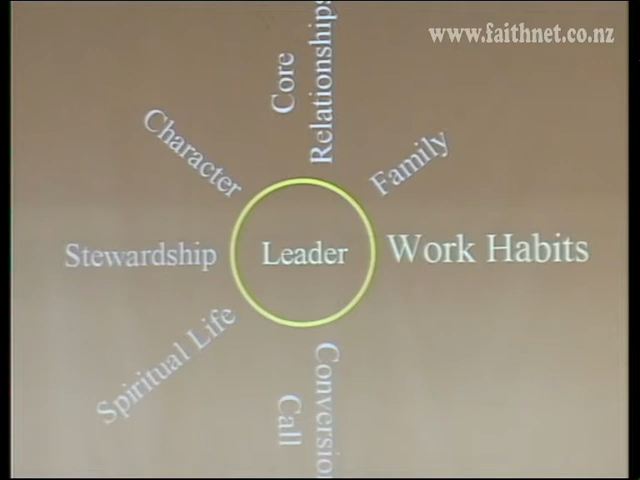 www.faithnet.co.nz
Core
Relationships
Character
Family
Stewardship
Leader
Work Habits
Spiritual Life
Conversion
Call